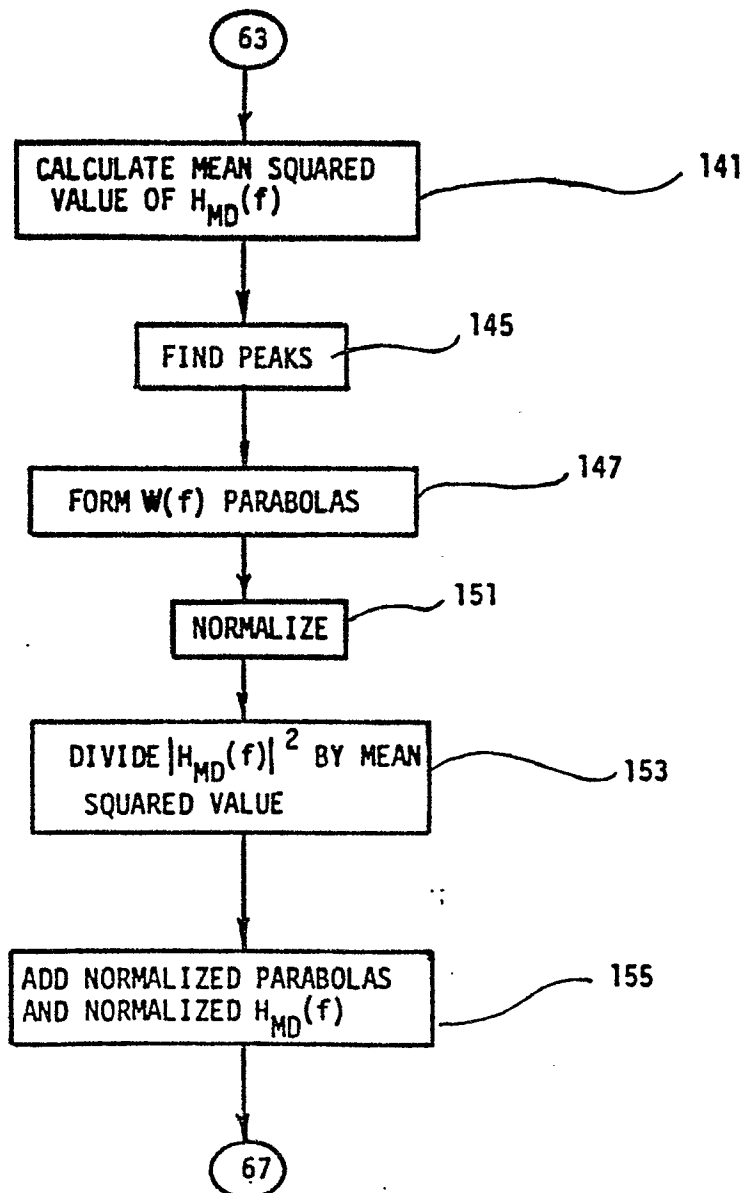 63
CALCULATE MEAN SQUARED
VALUE OF H_MD(f)
141
FIND PEAKS
145
FORM W(f) PARABOLAS
147
NORMALIZE
151
DIVIDE |H_MD(f)|² BY MEAN
SQUARED VALUE
153
ADD NORMALIZED PARABOLAS
AND NORMALIZED H_MD(f)
155
67